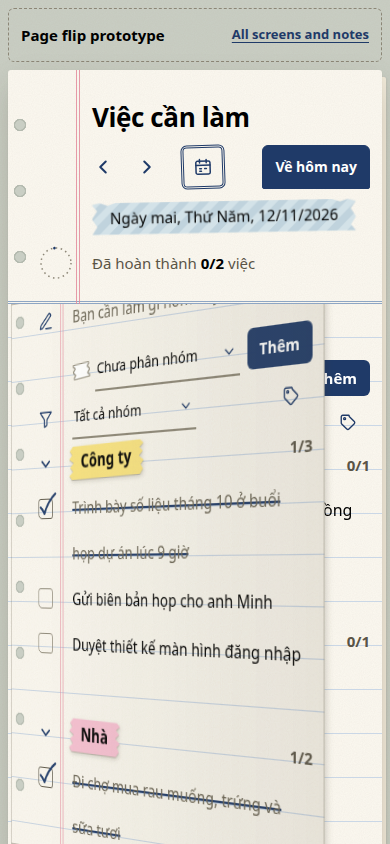 Page flip prototype
All screens and notes
Việc cần làm
Về hôm nay
Ngày mai, Thứ Năm, 12/11/2026
Đã hoàn thành 0/2 việc
Bạn cần làm gì
Chưa phân nhóm
Thêm
Tất cả nhóm
Công ty
1/3
0/1
Trình bày số liệu tháng 10 ở buổi
họp dự án lúc 9 giờ
Gửi biên bản họp cho anh Minh
Duyệt thiết kế màn hình đăng nhập
0/1
Nhà
1/2
Đi chợ mua rau muống, trứng và
sữa tươi